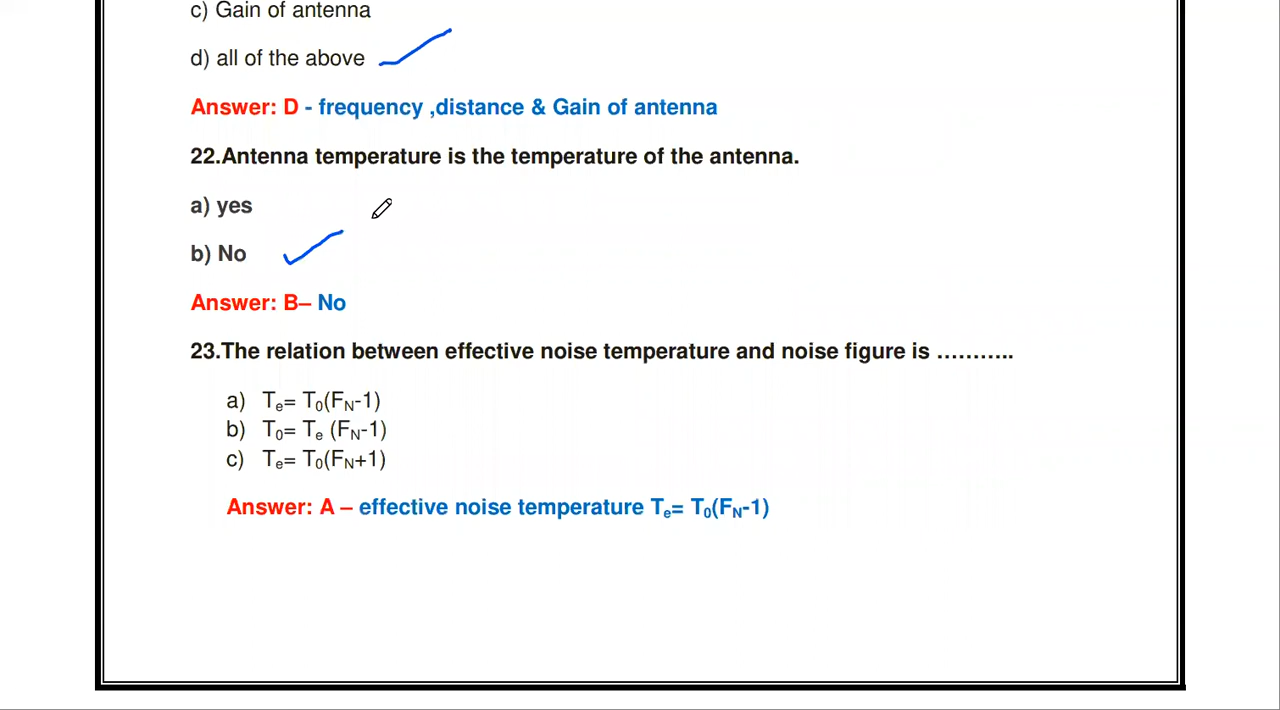 c) Gain of antenna
d) all of the above
Answer: D - frequency ,distance & Gain of antenna
22.Antenna temperature is the temperature of the antenna.
a) yes
b) No
Answer: B– No
23.The relation between effective noise temperature and noise figure is ………..
a) Te= T0(FN-1)
b) T0= Te (FN-1)
c) Te= T0(FN+1)
Answer: A – effective noise temperature Te= T0(FN-1)